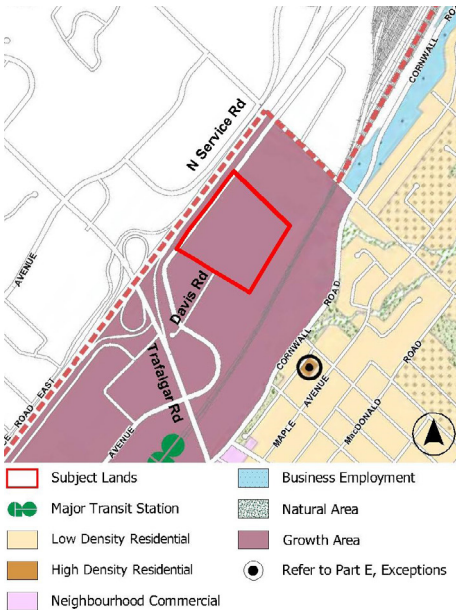 CORNWALL ROAD
N Service Rd
AVENUE
Davis Rd
CORNWALL ROAD
ROAD
Trafalgar Rd
ROAD EAST
MAPLE AVENUE
MacDONALD
AVENUE
Subject Lands
Business Employment
Major Transit Station
Natural Area
Low Density Residential
Growth Area
High Density Residential
Refer to Part E, Exceptions
Neighbourhood Commercial